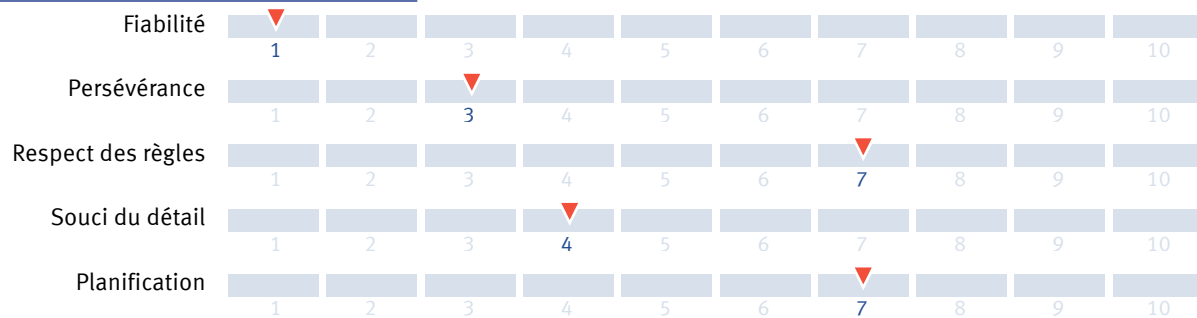 Fiabilité
1 2 3 4 5 6 7 8 9 10
Persévérance
1 2 3 4 5 6 7 8 9 10
Respect des règles
1 2 3 4 5 6 7 8 9 10
Souci du détail
1 2 3 4 5 6 7 8 9 10
Planification
1 2 3 4 5 6 7 8 9 10